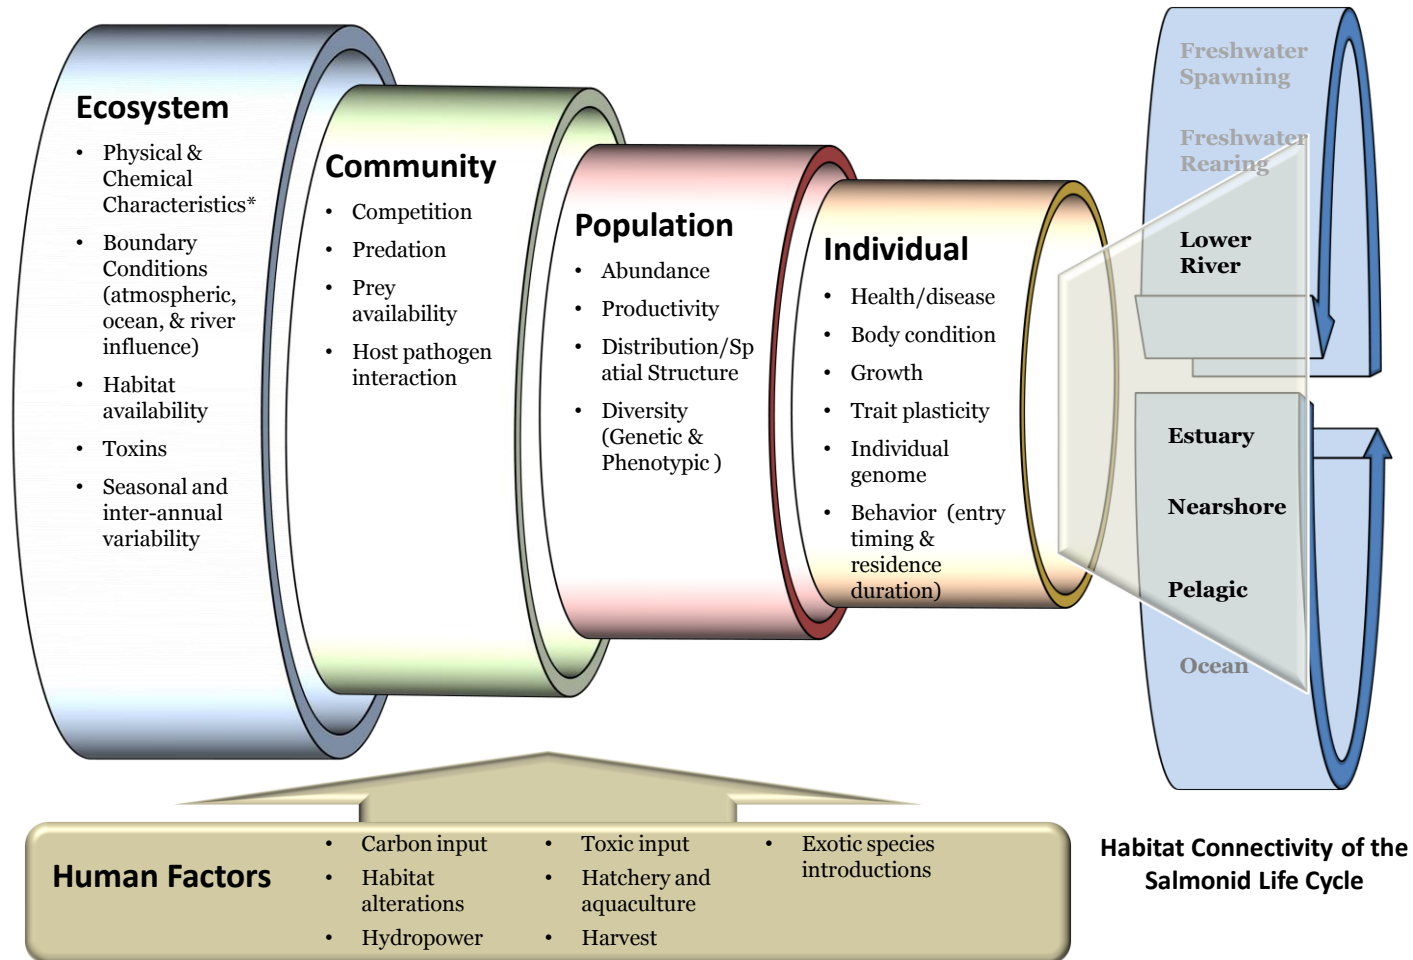 Ecosystem
• Physical &
Chemical
Characteristics*
• Boundary
Conditions
(atmospheric,
ocean, & river
influence)
• Habitat
availability
• Toxins
• Seasonal and
inter-annual
variability
Community
• Competition
• Predation
• Prey
availability
• Host pathogen
interaction
Population
• Abundance
• Productivity
• Distribution/Sp
atial Structure
• Diversity
(Genetic &
Phenotypic )
Individual
• Health/disease
• Body condition
• Growth
• Trait plasticity
• Individual
genome
• Behavior (entry
timing &
residence
duration)
Freshwater
Spawning
Freshwater
Rearing
Lower
River
Estuary
Nearshore
Pelagic
Ocean
Human Factors
• Carbon input
• Habitat
alterations
• Hydropower
• Toxic input
• Hatchery and
aquaculture
• Harvest
• Exotic species
introductions
Habitat Connectivity of the
Salmonid Life Cycle